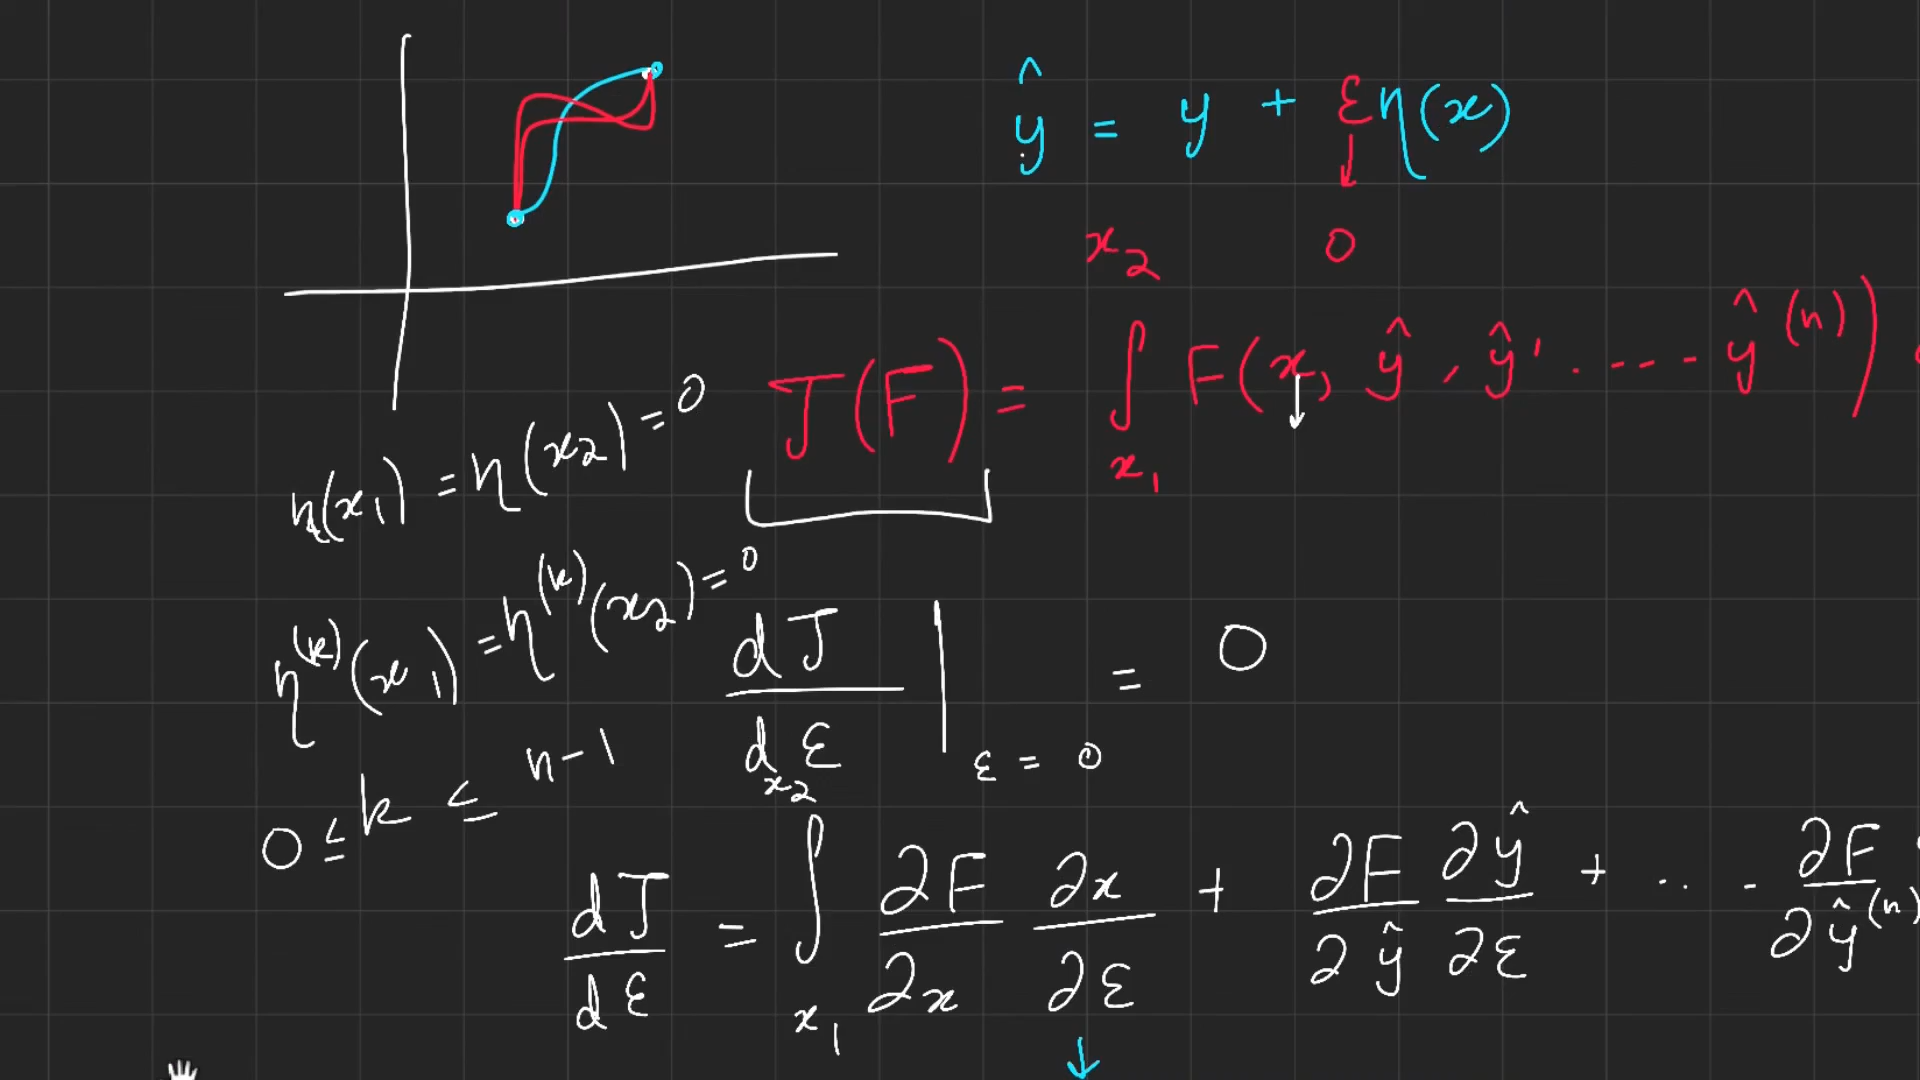 ŷ = y + εη(x)
↓
0
J(F) = ∫_{x₁}^{x₂} F(x, ŷ, ŷ' .---ŷ^(n))
η(x₁) = η(x₂) = 0
η^(k)(x₁) = η^(k)(x₂) = 0
0 ≤ k ≤ n-1
dJ/dε |_{ε = 0} = 0
dJ/dε = ∫_{x₁}^{x₂} ∂F/∂x ∂x/∂ε + ∂F/∂ŷ ∂ŷ/∂ε + ... ∂F/∂ŷ^(n)
↓